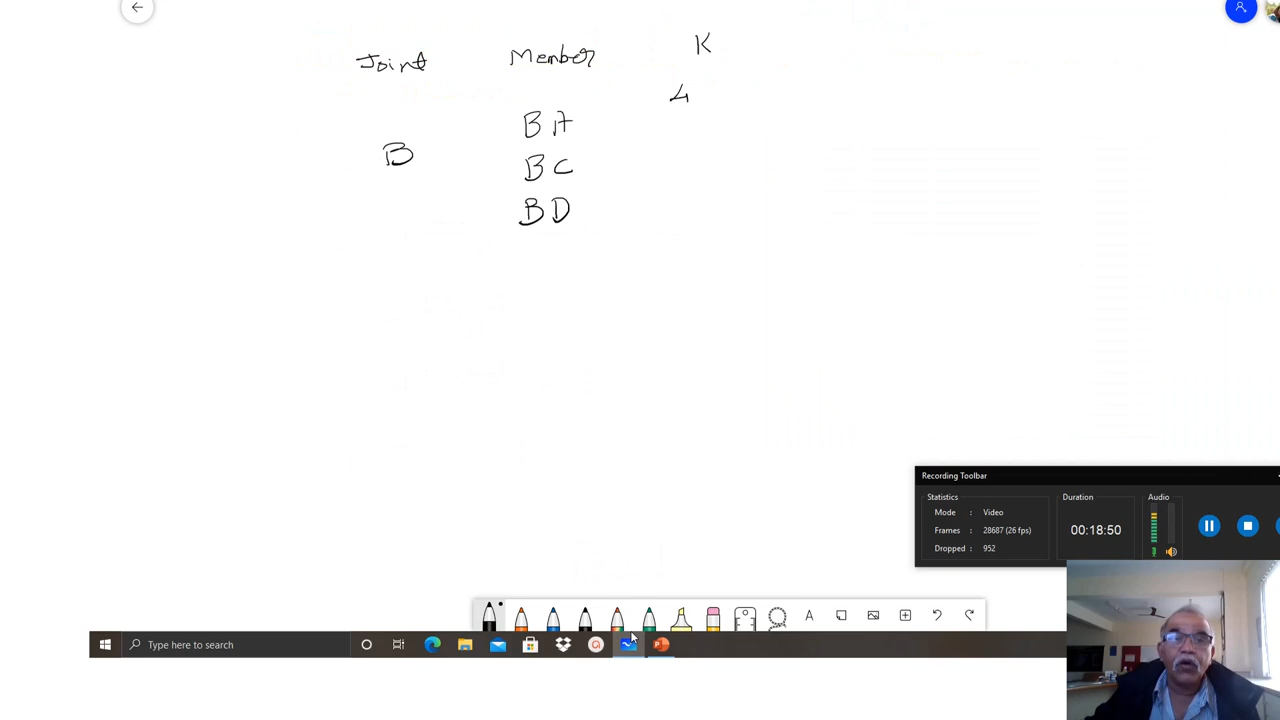 Joint Member K
4
BA
B
BC
BD
Recording Toolbar
Statistics Duration Audio
Mode : Video
Frames : 28687 (26 fps)
00:18:50
Dropped : 952
A
Type here to search